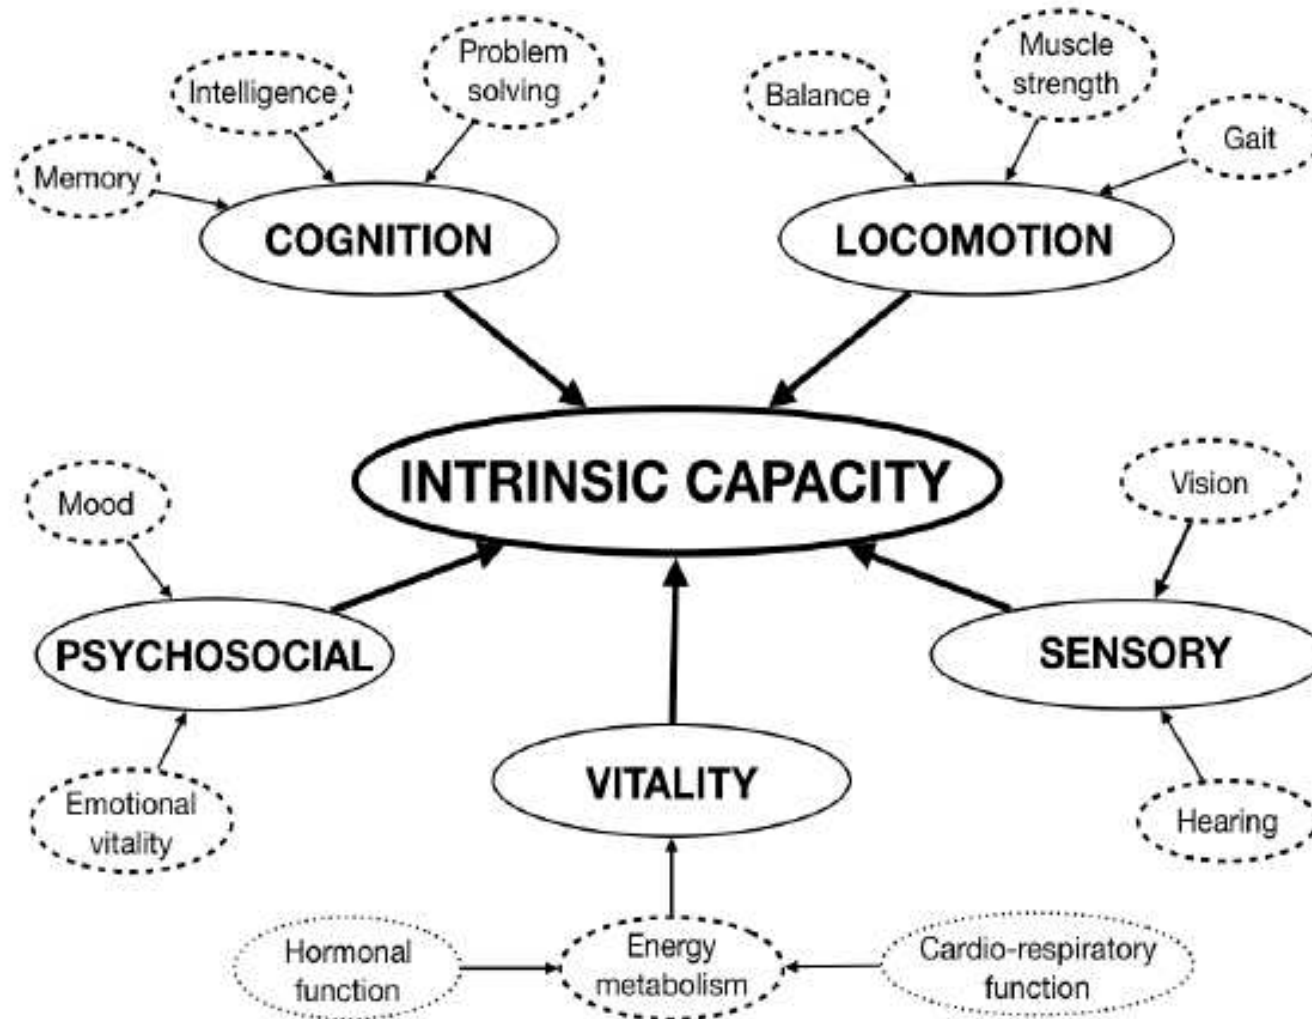 Problem
solving
Muscle
strength
Intelligence
Balance
Gait
Memory
COGNITION
LOCOMOTION
INTRINSIC CAPACITY
Mood
Vision
PSYCHOSOCIAL
SENSORY
VITALITY
Emotional
vitality
Hearing
Hormonal
function
Energy
metabolism
Cardio-respiratory
function